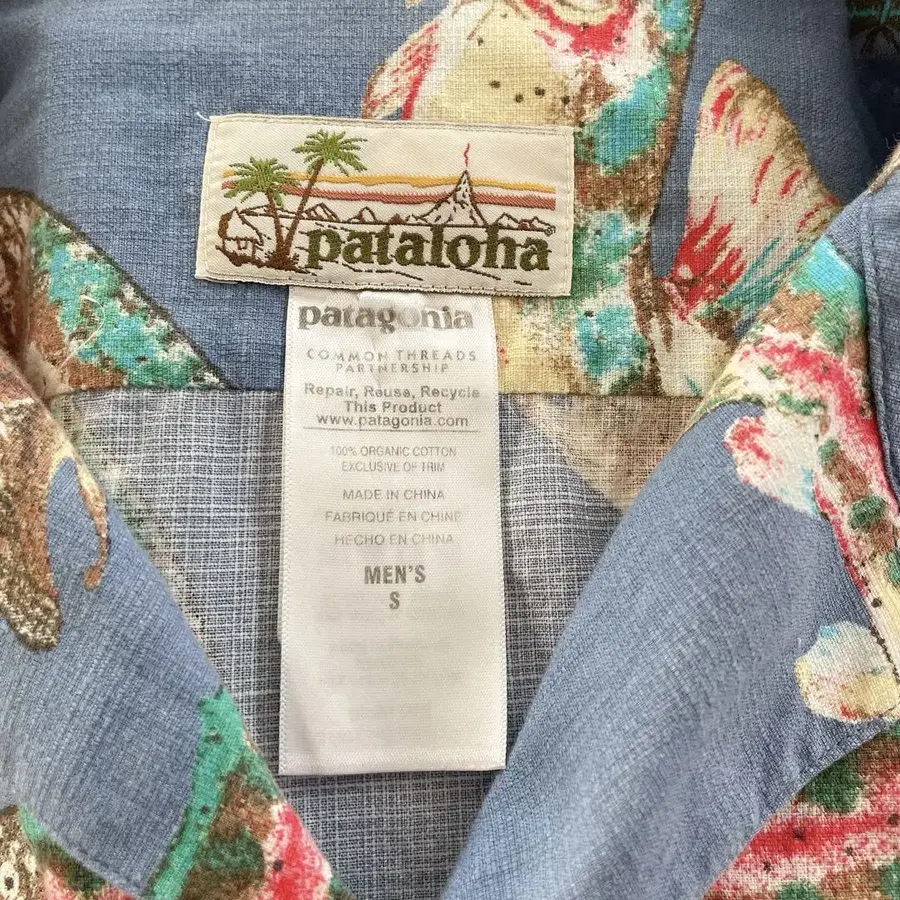 pataloha®
patagonia
COMMON THREADS
PARTNERSHIP
Repair, Reuse, Recycle
This Product
www.patagonia.com
100% ORGANIC COTTON
EXCLUSIVE OF TRIM
MADE IN CHINA
FABRIQUÉ EN CHINE
HECHO EN CHINA
MEN'S
S